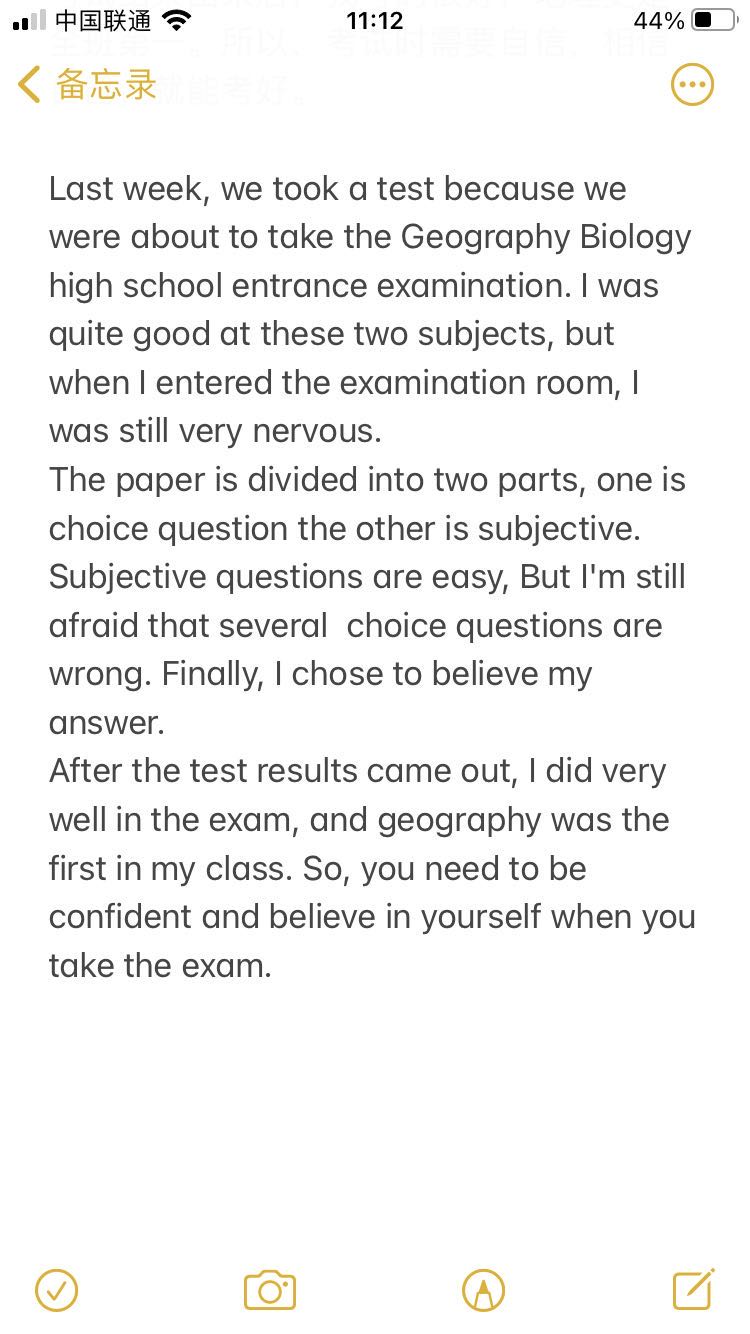 中国联通
11:12
44%
全班第一。所以，考试时需要自信，相信
备忘录
就能考好。
Last week, we took a test because we
were about to take the Geography Biology
high school entrance examination. I was
quite good at these two subjects, but
when I entered the examination room, I
was still very nervous.
The paper is divided into two parts, one is
choice question the other is subjective.
Subjective questions are easy, But I'm still
afraid that several  choice questions are
wrong. Finally, I chose to believe my
answer.
After the test results came out, I did very
well in the exam, and geography was the
first in my class. So, you need to be
confident and believe in yourself when you
take the exam.